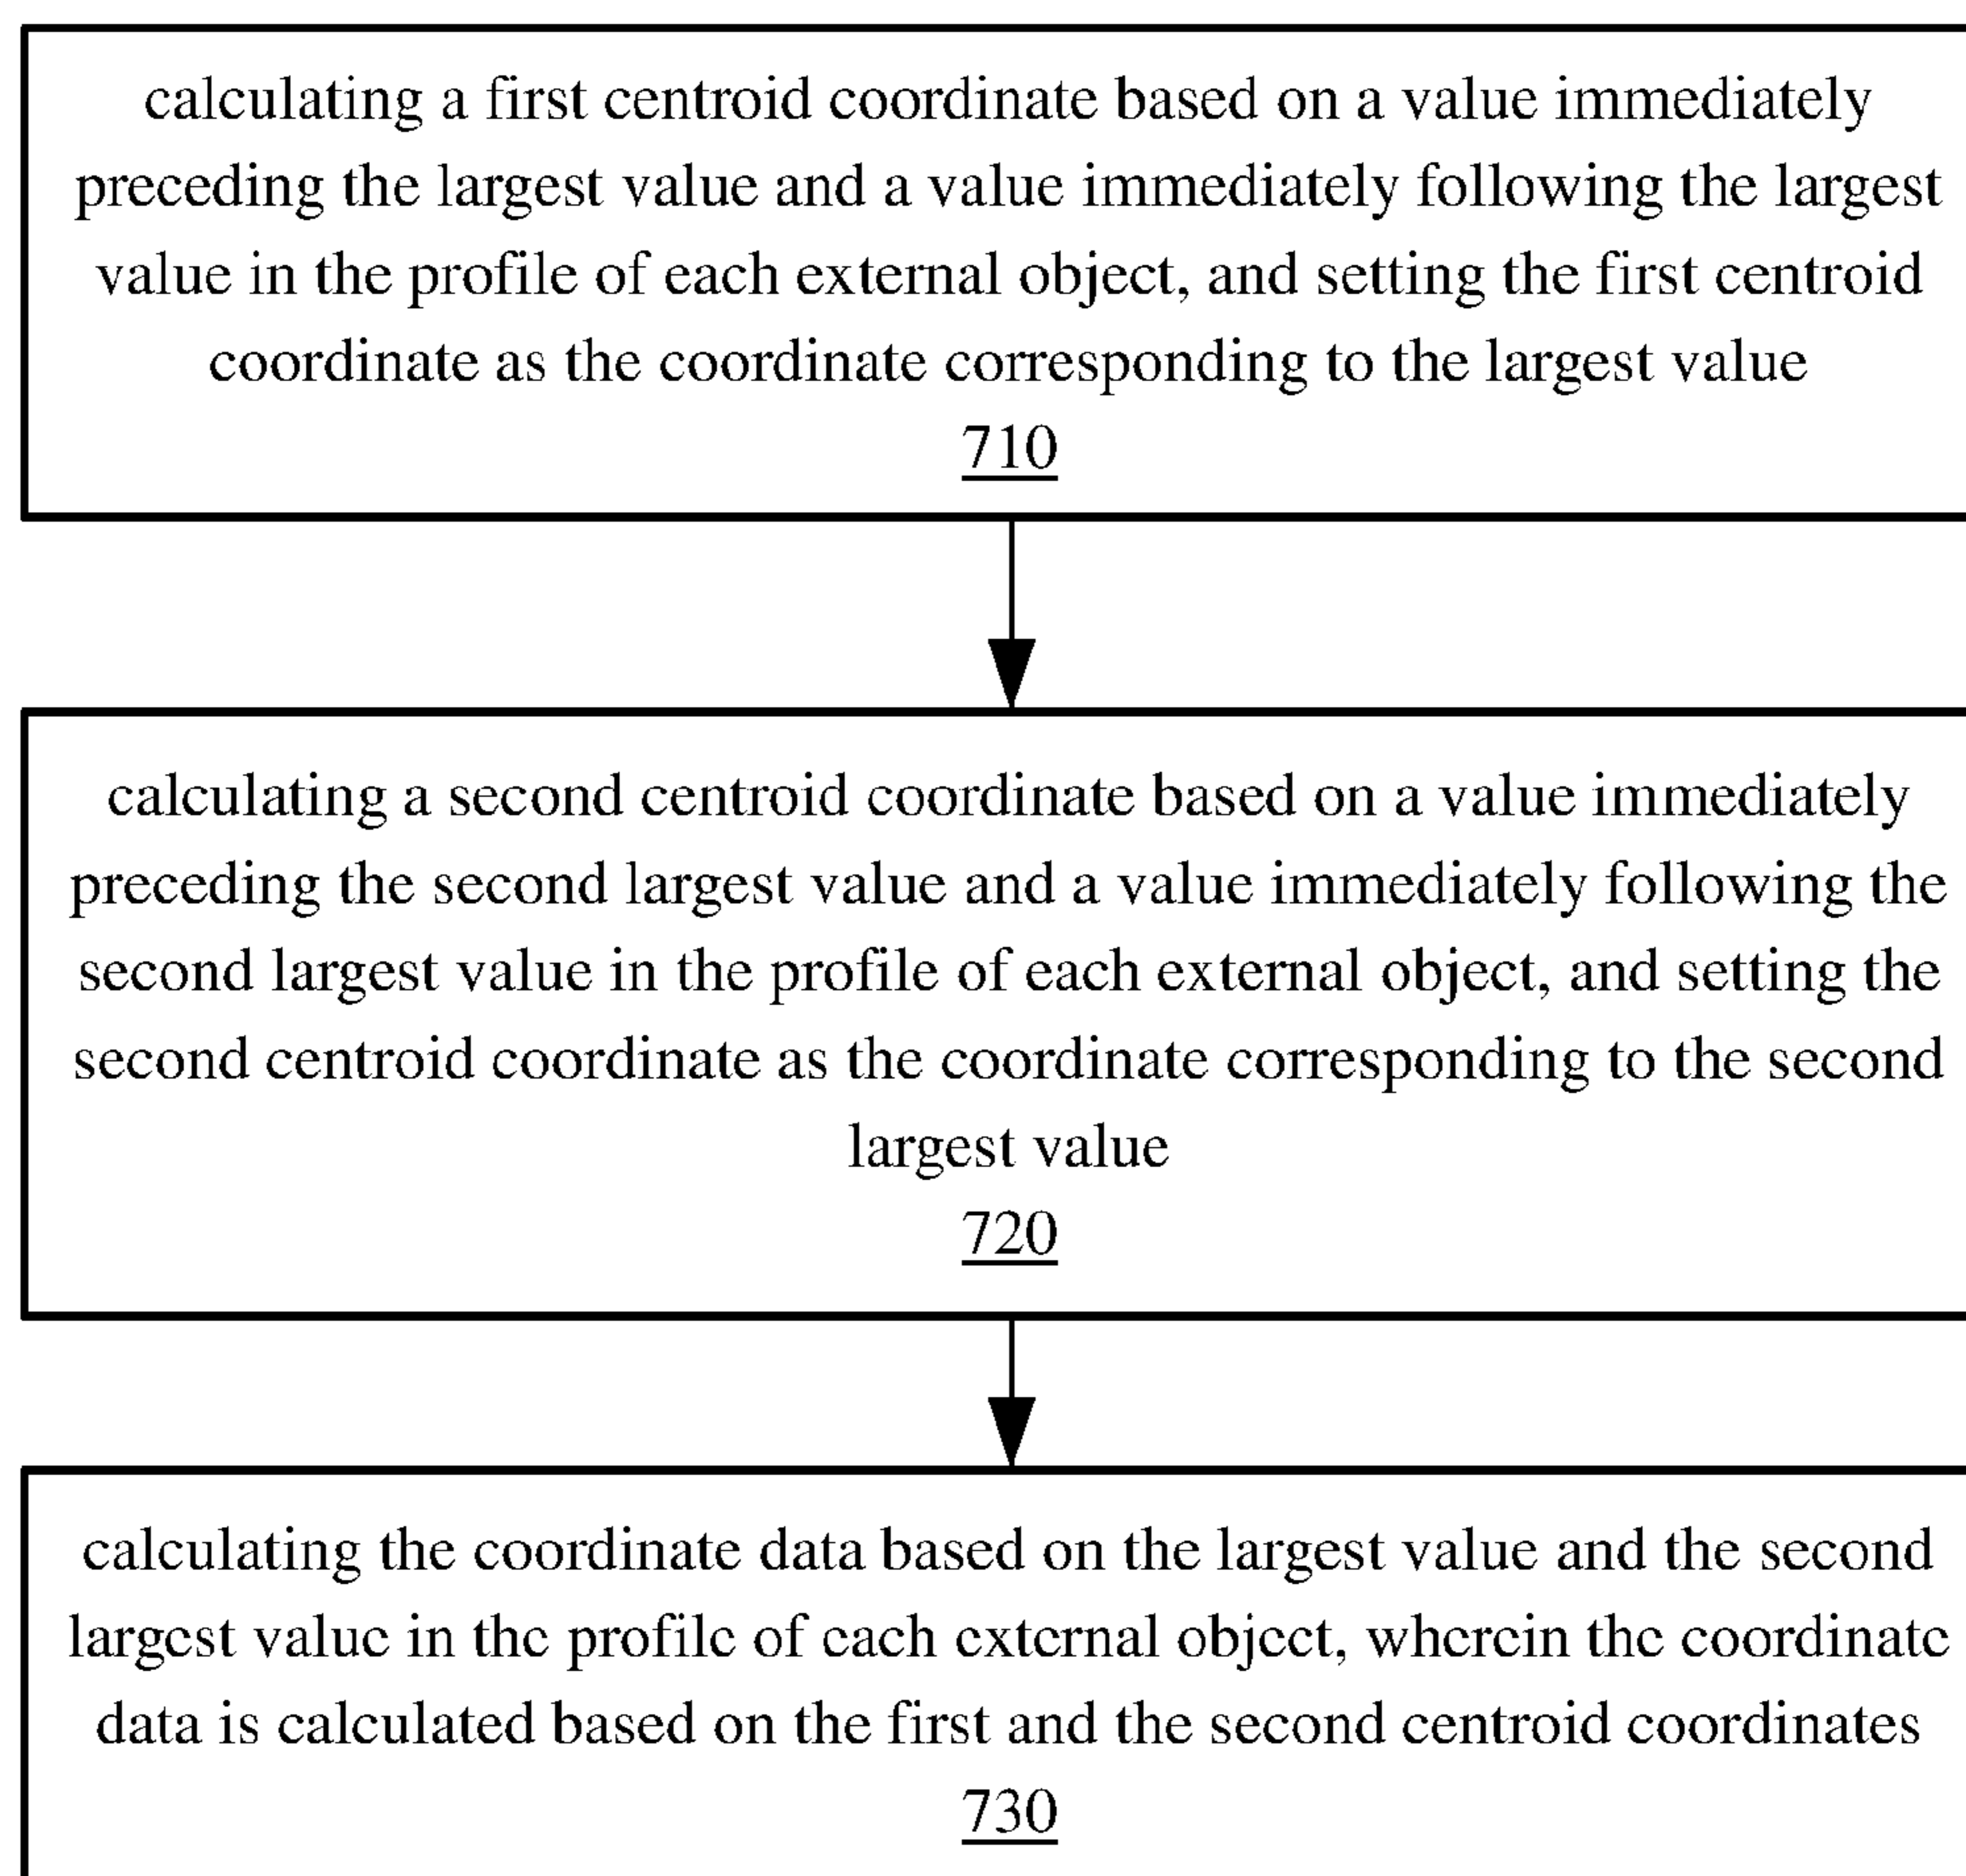 calculating a first centroid coordinate based on a value immediately
preceding the largest value and a value immediately following the largest
value in the profile of each external object, and setting the first centroid
coordinate as the coordinate corresponding to the largest value
710
calculating a second centroid coordinate based on a value immediately
preceding the second largest value and a value immediately following the
second largest value in the profile of each external object, and setting the
second centroid coordinate as the coordinate corresponding to the second
largest value
720
calculating the coordinate data based on the largest value and the second
largest value in the profile of each external object, wherein the coordinate
data is calculated based on the first and the second centroid coordinates
730